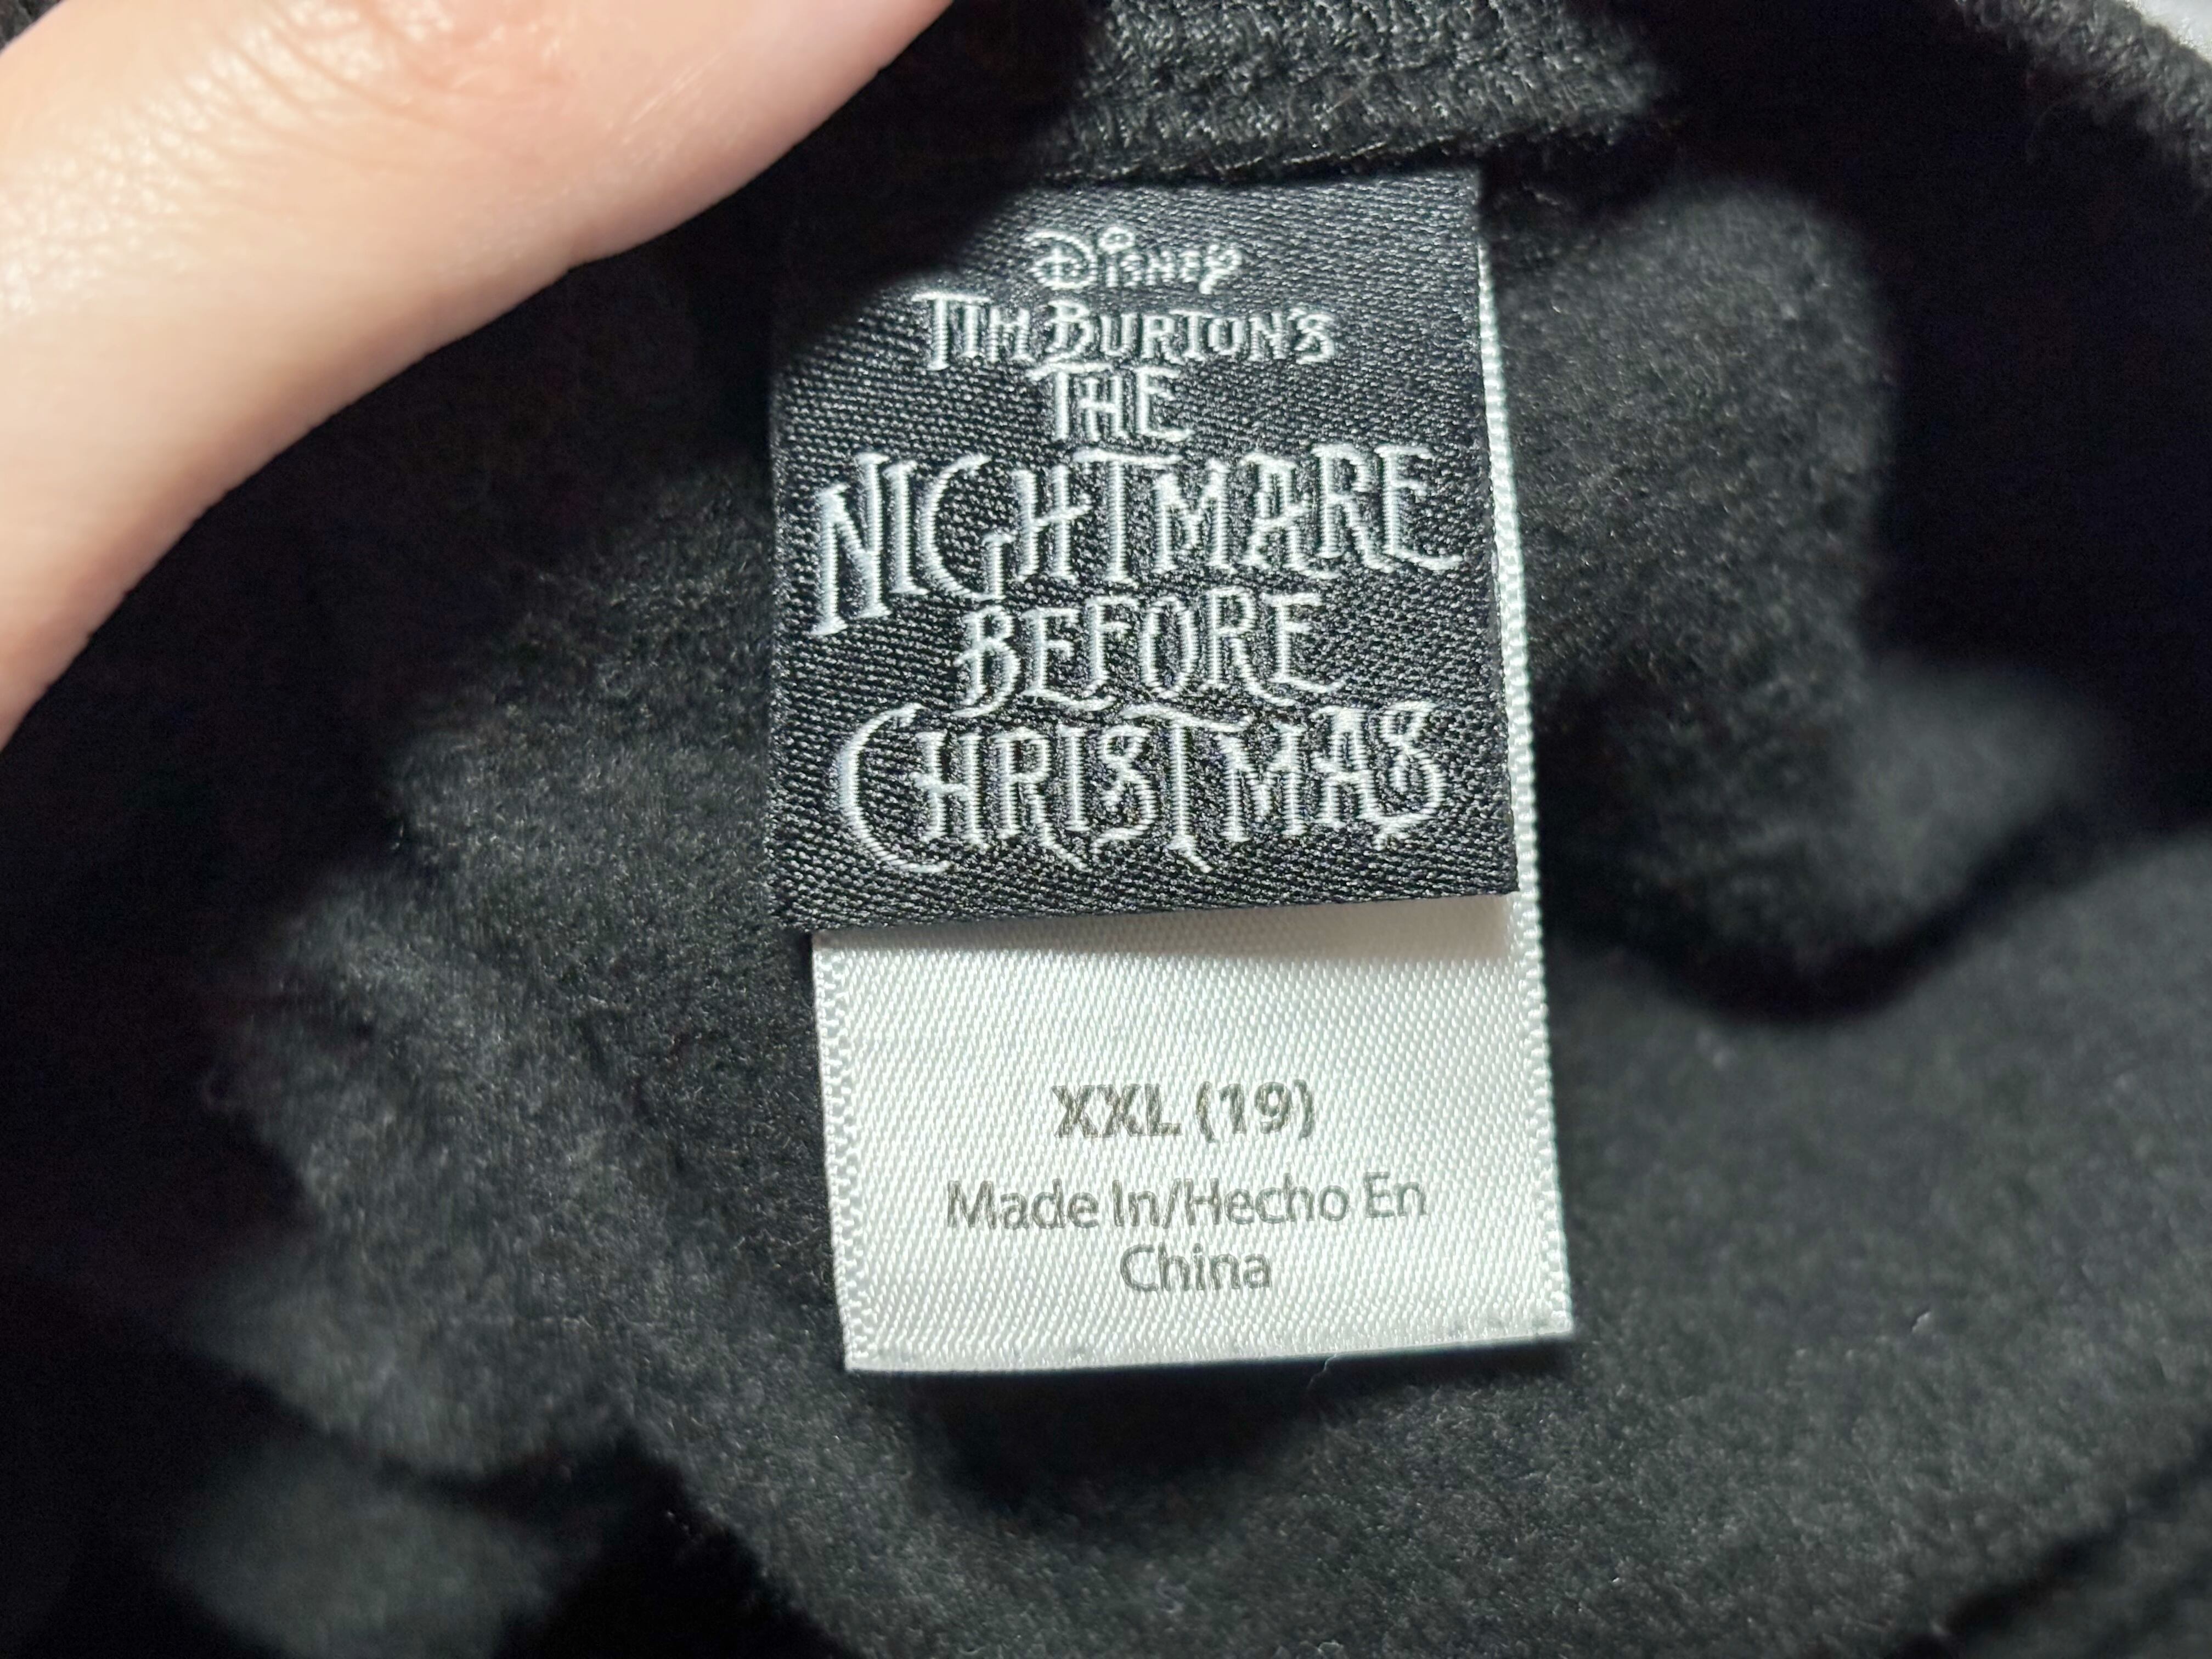 Disney
TIM BURTON'S
THE
NIGHTMARE
BEFORE
CHRISTMAS
XXL (19)
Made In/Hecho En
China